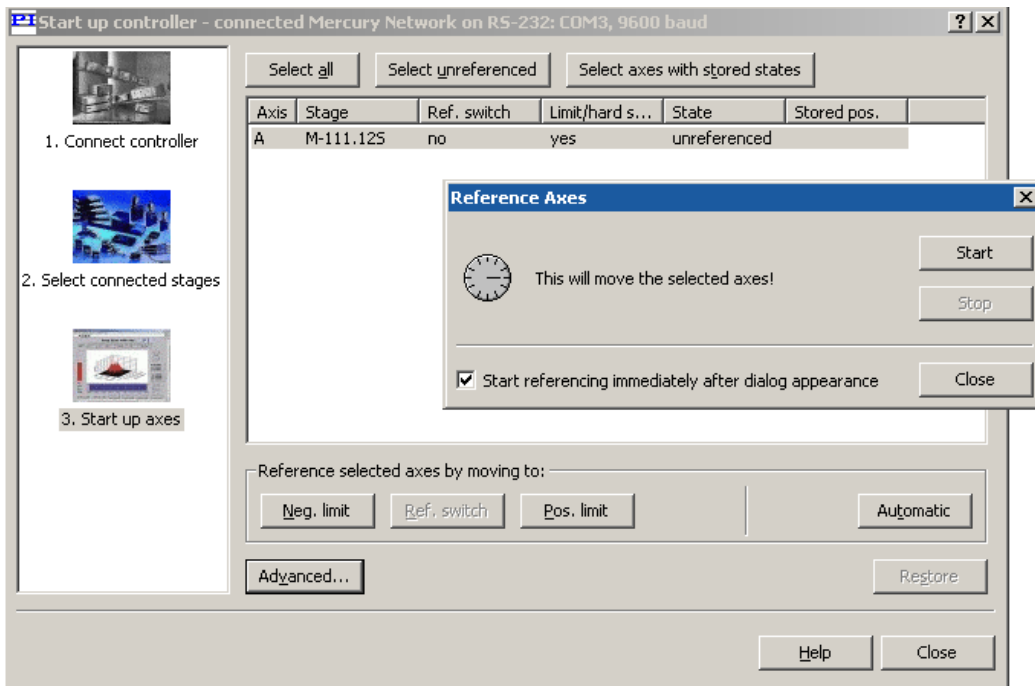 PI Start up controller - connected Mercury Network on RS-232: COM3, 9600 baud
1. Connect controller
2. Select connected stages
3. Start up axes
Select all Select unreferenced Select axes with stored states
Axis Stage Ref. switch Limit/hard s... State Stored pos.
A M-111.12S no yes unreferenced
Reference Axes
This will move the selected axes!
Start
Stop
Start referencing immediately after dialog appearance
Close
Reference selected axes by moving to:
Neg. limit Ref. switch Pos. limit Automatic
Advanced... Restore
Help Close